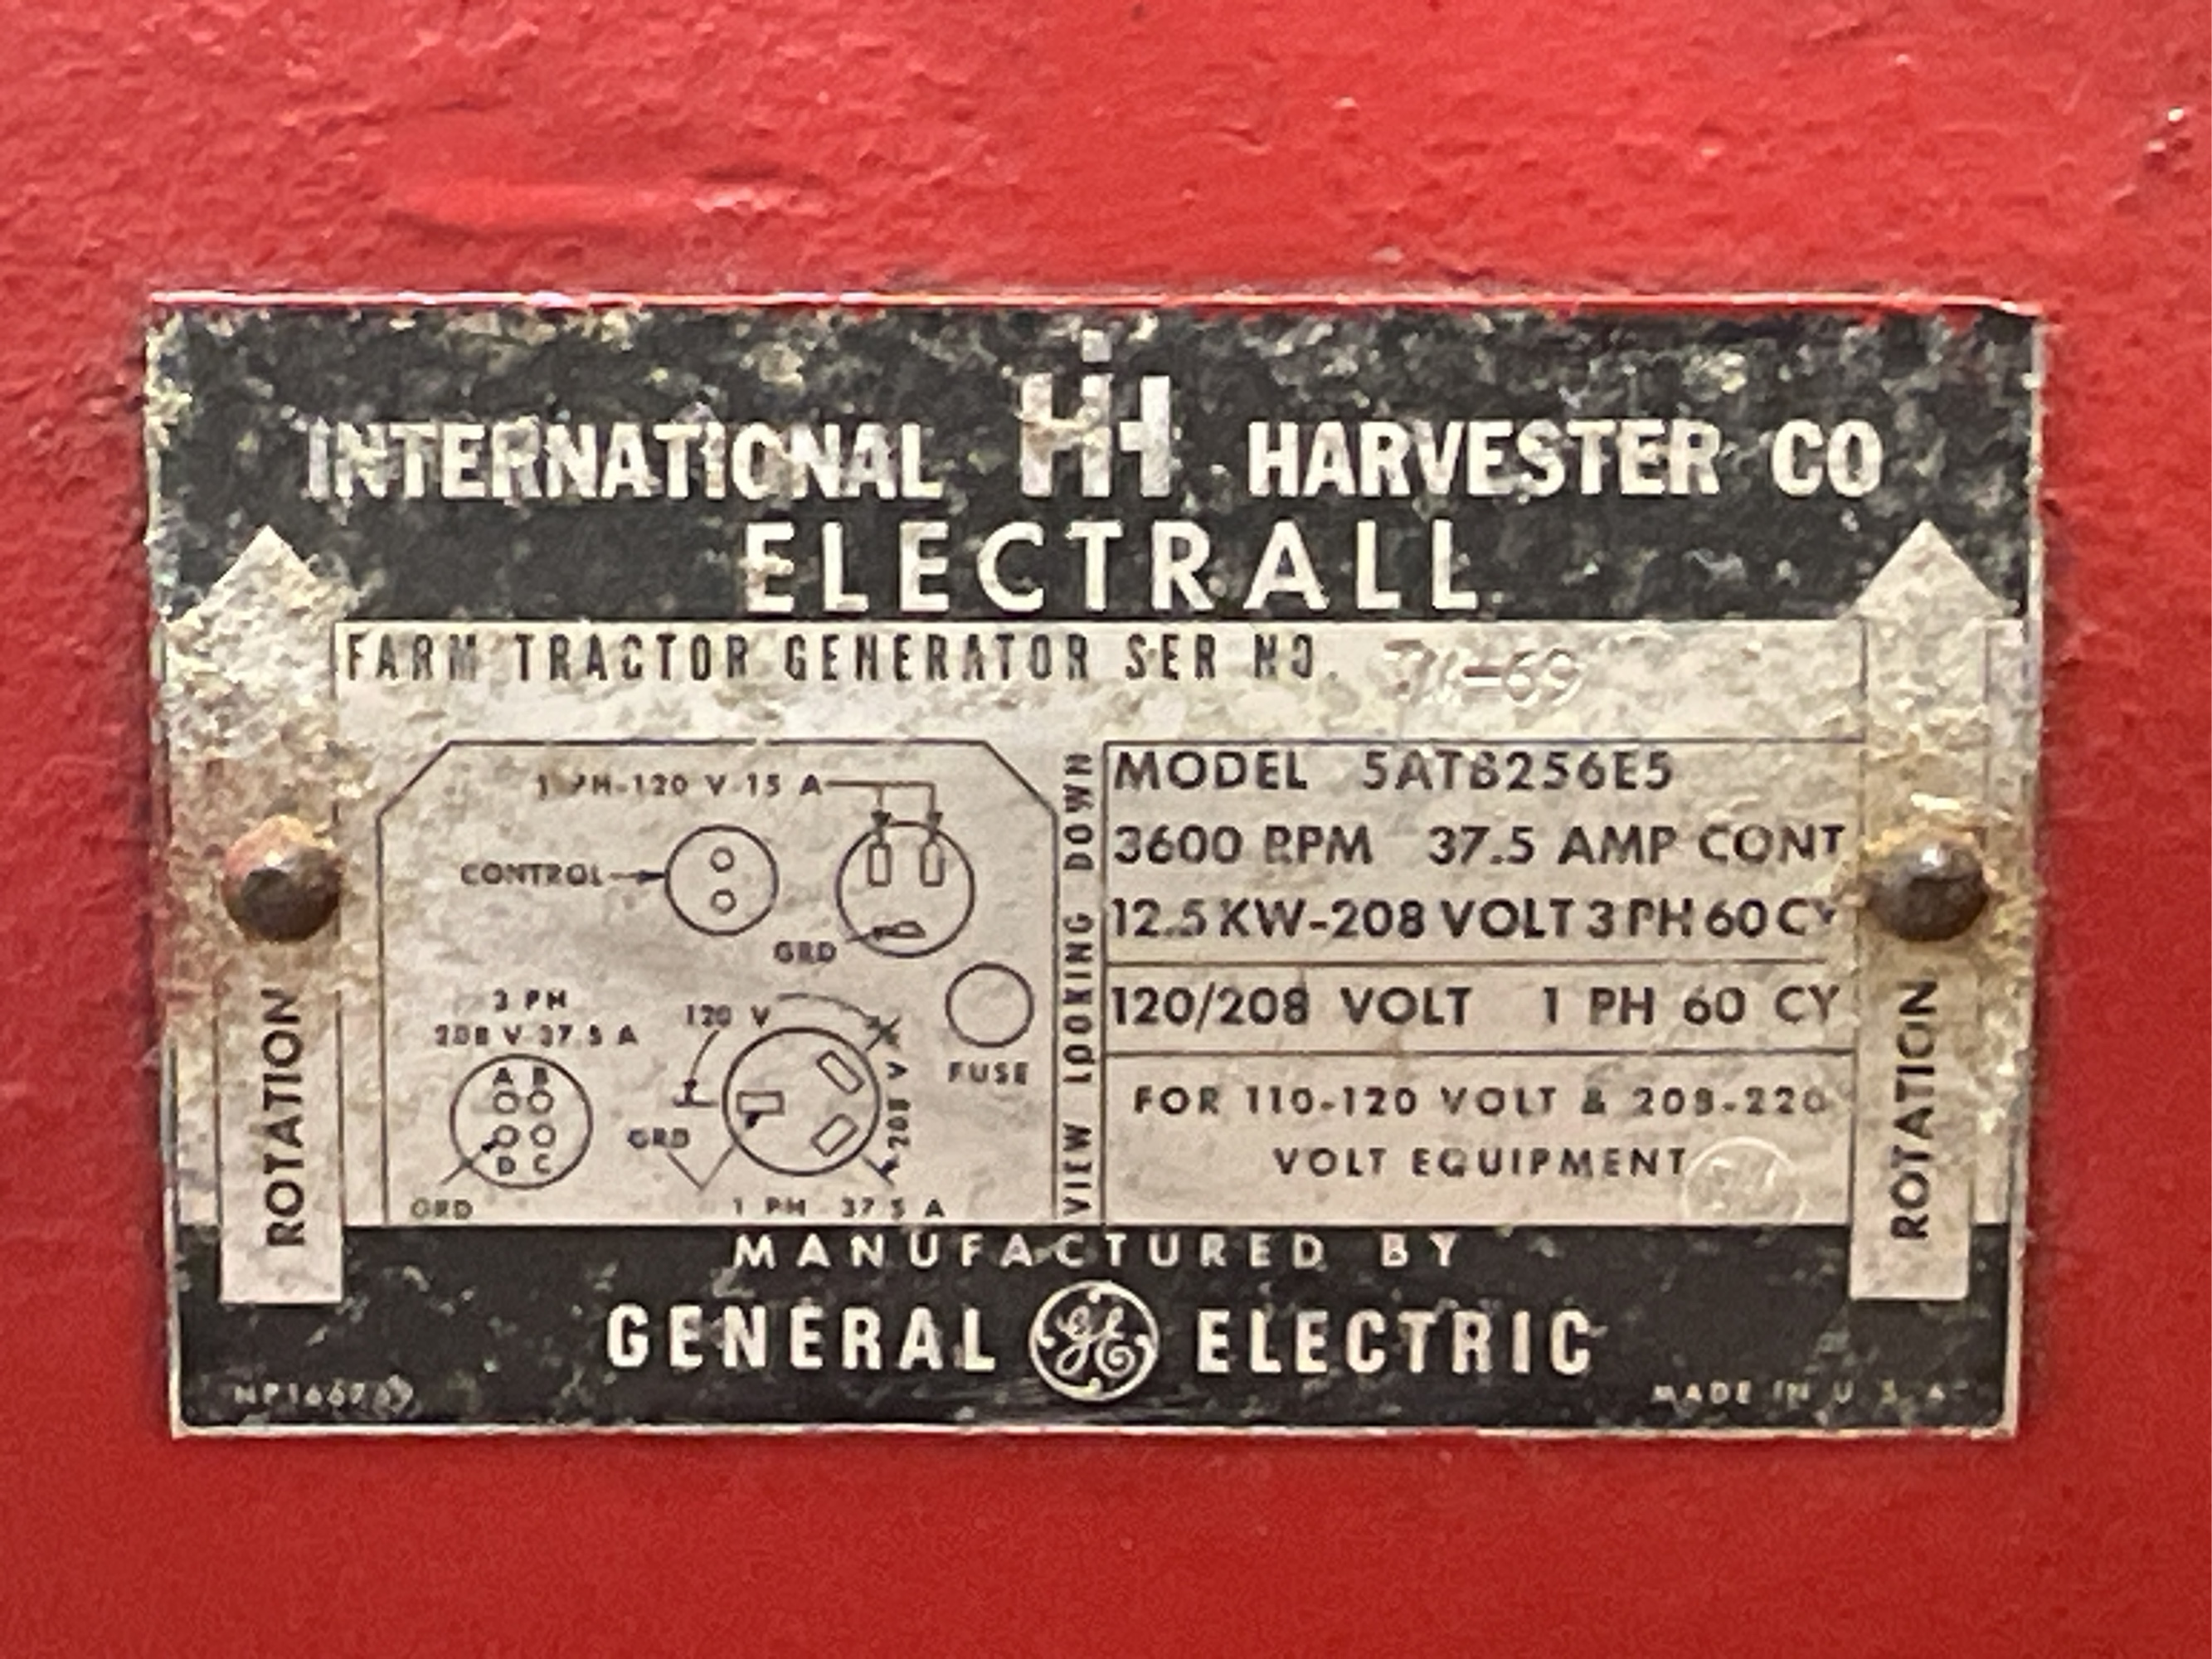 INTERNATIONAL IH HARVESTER CO
ELECTRALL
FARM TRACTOR GENERATOR SER NO.
1 PH-120 V 15 A
CONTROL
GRD
3 PH
208 V 37.5 A
A B
D C
GRD
120 V
208 V
GRD
1 PH - 37.5 A
FUSE
VIEW LOOKING DOWN
MODEL 5ATB256E5
3600 RPM 37.5 AMP CONT
12.5 KW-208 VOLT 3 PH 60 CY
120/208 VOLT 1 PH 60 CY
FOR 110-120 VOLT & 208-220
VOLT EQUIPMENT
ROTATION
ROTATION
MANUFACTURED BY
GENERAL GE ELECTRIC
MADE IN U S A